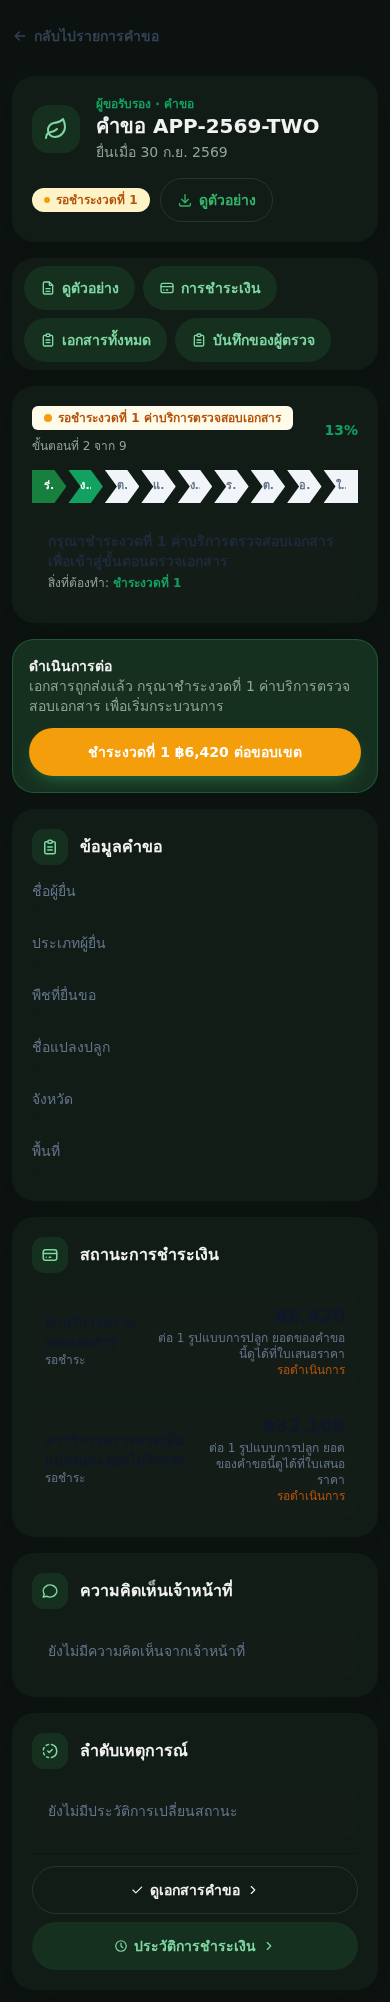 กลับไปรายการคำขอ
ผู้ขอรับรอง · คำขอ
คำขอ APP-2569-TWO
ยื่นเมื่อ 30 ก.ย. 2569
รอชำระงวดที่ 1
ดูตัวอย่าง
ดูตัวอย่าง
การชำระเงิน
เอกสารทั้งหมด
บันทึกของผู้ตรวจ
รอชำระงวดที่ 1 ค่าบริการตรวจสอบเอกสาร
13%
ขั้นตอนที่ 2 จาก 9
ร่. ง.. ต. แ. ง.. ร. ต. อ. ใ..
กรุณาชำระงวดที่ 1 ค่าบริการตรวจสอบเอกสาร
เพื่อเข้าสู่ขั้นตอนตรวจเอกสาร
สิ่งที่ต้องทำ: ชำระงวดที่ 1
ดำเนินการต่อ
เอกสารถูกส่งแล้ว กรุณาชำระงวดที่ 1 ค่าบริการตรวจ
สอบเอกสาร เพื่อเริ่มกระบวนการ
ชำระงวดที่ 1 ฿6,420 ต่อขอบเขต
ข้อมูลคำขอ
ชื่อผู้ยื่น
ประเภทผู้ยื่น
พืชที่ยื่นขอ
ชื่อแปลงปลูก
จังหวัด
พื้นที่
สถานะการชำระเงิน
฿6,420
รอชำระ
ต่อ 1 รูปแบบการปลูก ยอดของคำขอ
นี้ดูได้ที่ใบเสนอราคา
รอดำเนินการ
฿32,100
รอชำระ
ต่อ 1 รูปแบบการปลูก ยอด
ของคำขอนี้ดูได้ที่ใบเสนอ
ราคา
รอดำเนินการ
ความคิดเห็นเจ้าหน้าที่
ยังไม่มีความคิดเห็นจากเจ้าหน้าที่
ลำดับเหตุการณ์
ยังไม่มีประวัติการเปลี่ยนสถานะ
ดูเอกสารคำขอ
ประวัติการชำระเงิน